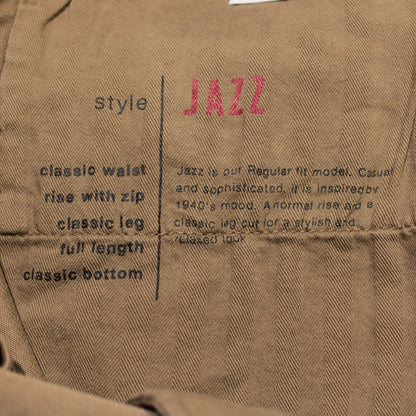 style
JAZZ
classic waist
rise with zip
classic leg
full length
classic bottom
Jazz is our Regular fit model. Casual
and sophisticated, it is inspired by
1940's mood. A normal rise and a
classic leg cut for a stylish and
relaxed look